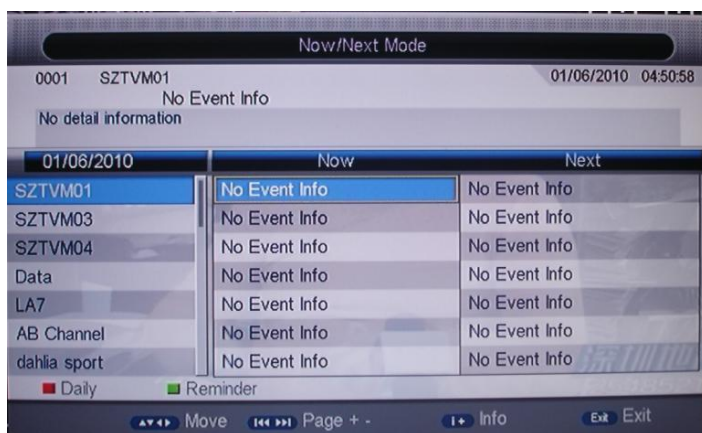 Now/Next Mode
0001 SZTVM01 01/06/2010 04:50:58
No Event Info
No detail information
01/06/2010 Now Next
SZTVM01 No Event Info No Event Info
SZTVM03 No Event Info No Event Info
SZTVM04 No Event Info No Event Info
Data No Event Info No Event Info
LA7 No Event Info No Event Info
AB Channel No Event Info No Event Info
dahlia sport No Event Info No Event Info
Daily Reminder
Move Page + - I+ Info Exit Exit